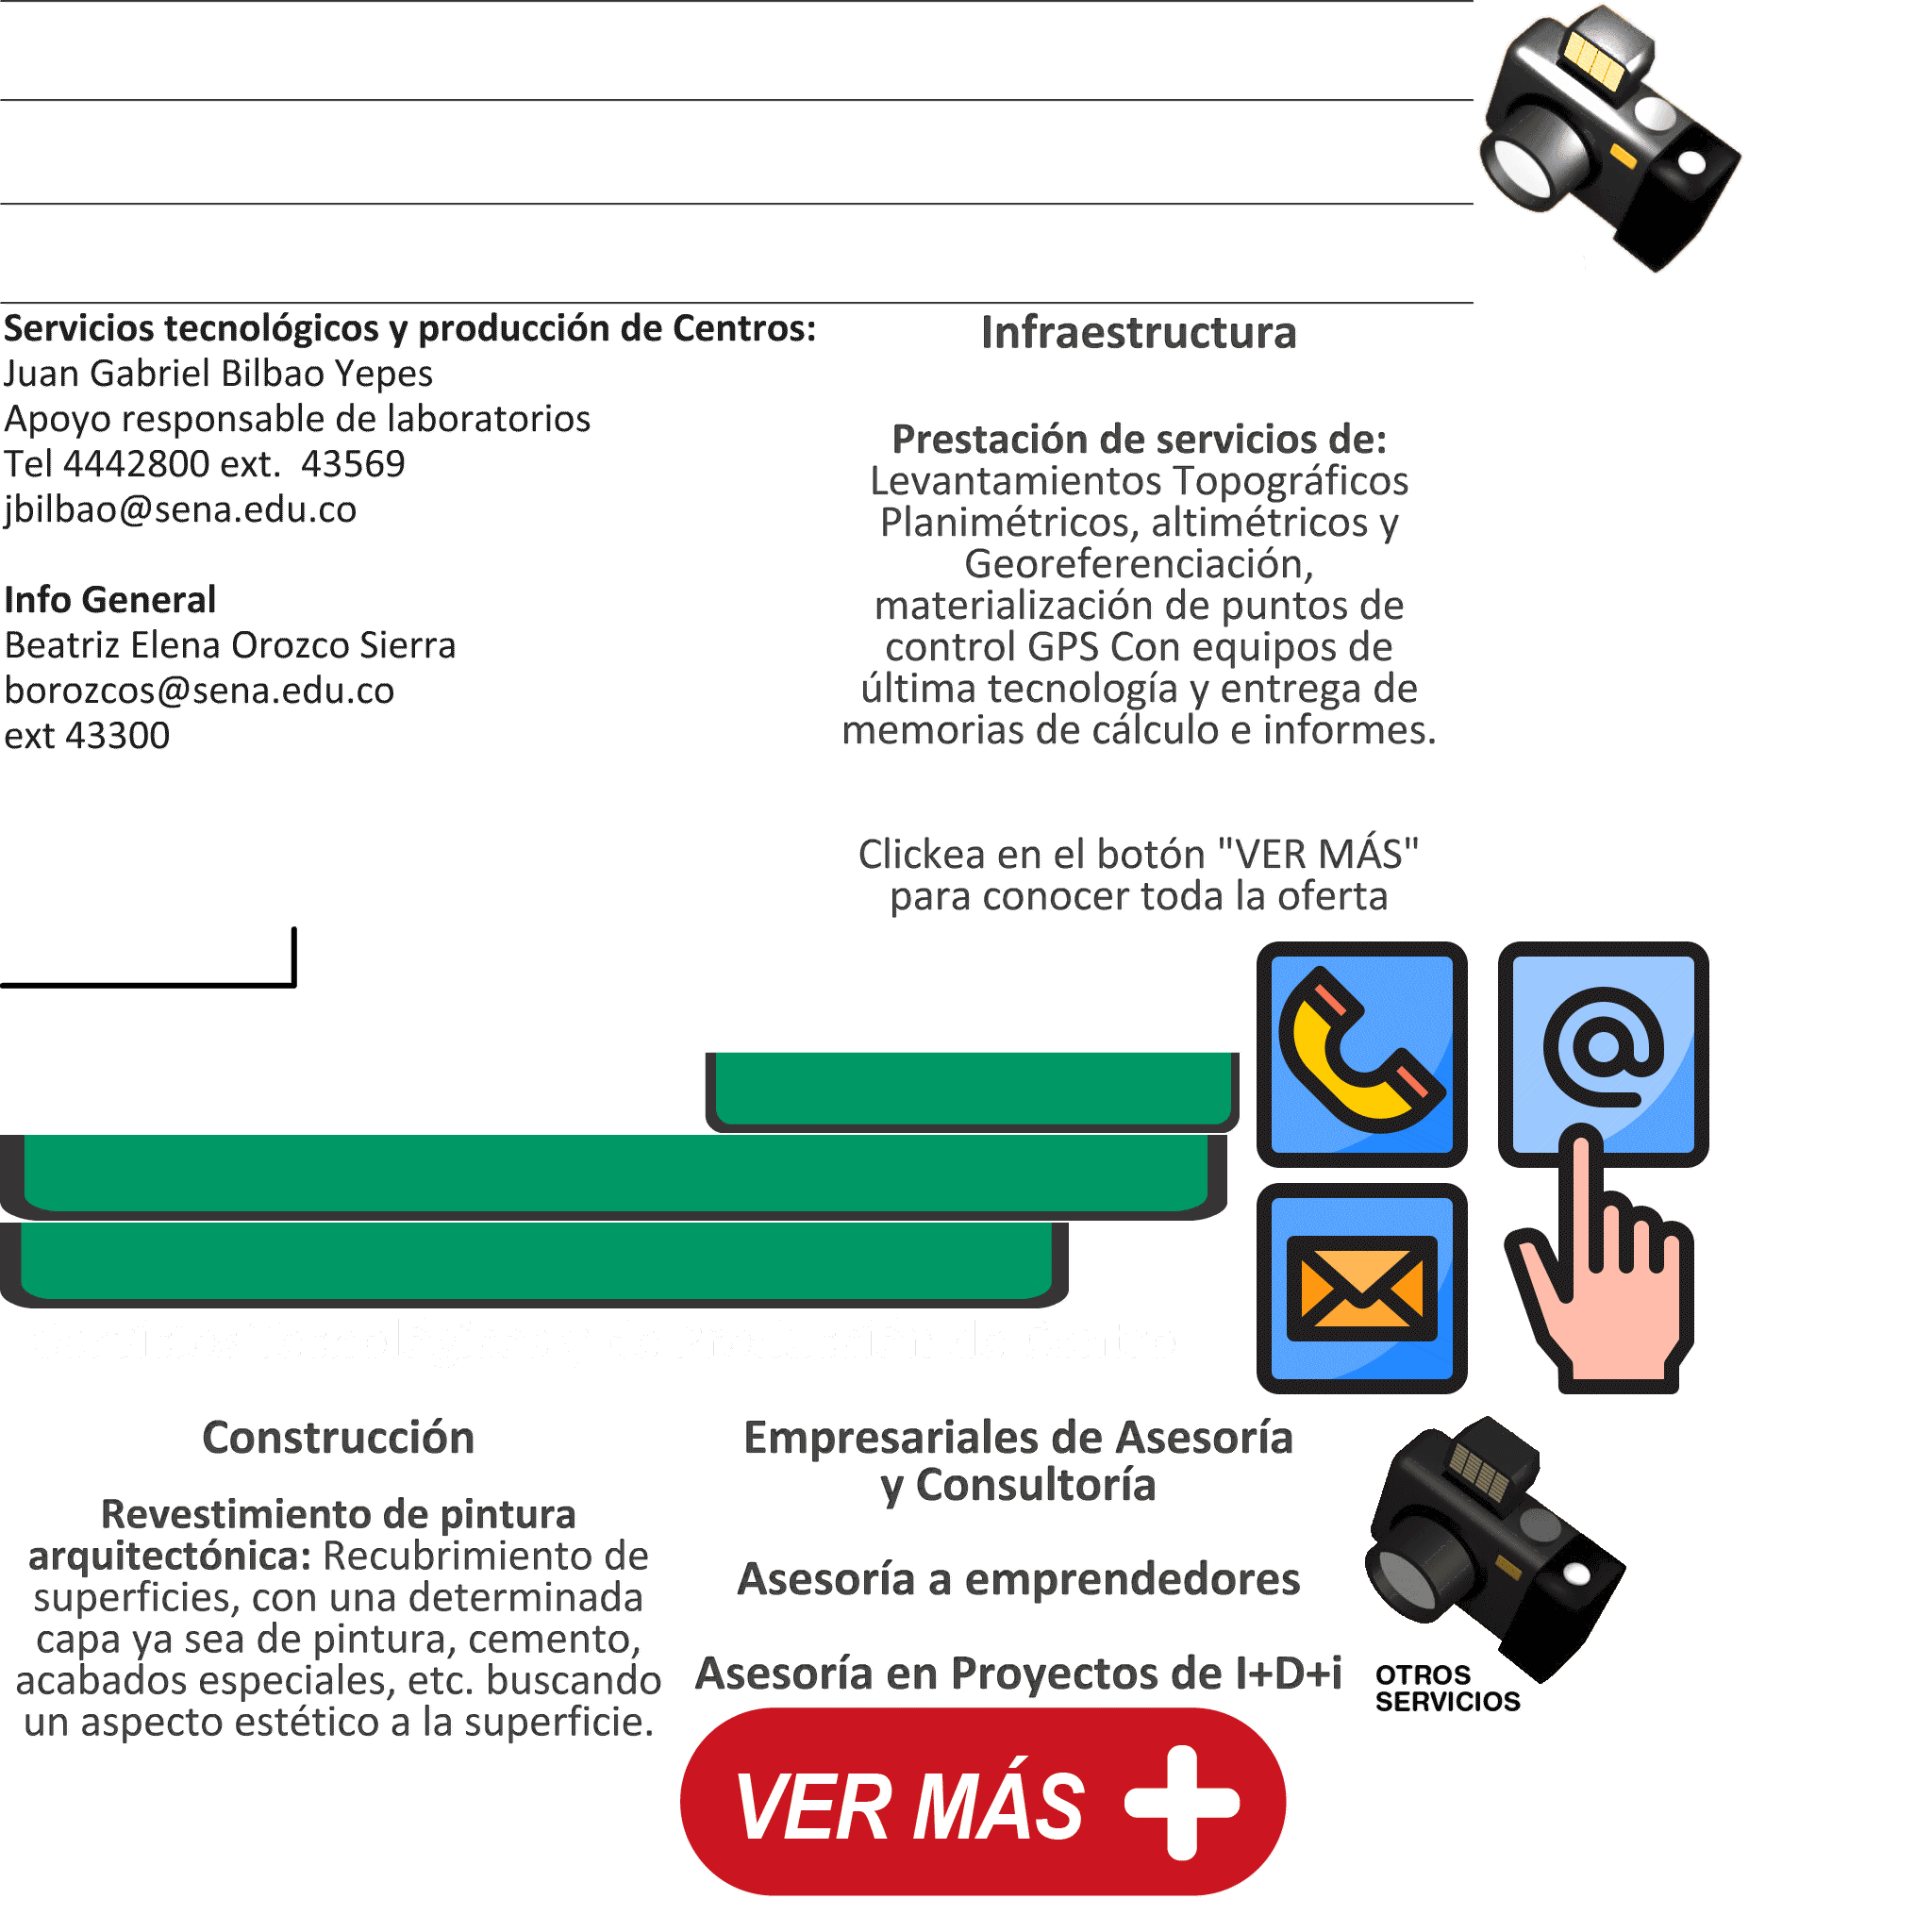 Servicios tecnológicos y producción de Centros:
Juan Gabriel Bilbao Yepes
Apoyo responsable de laboratorios
Tel 4442800 ext.  43569
jbilbao@sena.edu.co
Info General
Beatriz Elena Orozco Sierra
borozcos@sena.edu.co
ext 43300
Infraestructura
Prestación de servicios de:
Levantamientos Topográficos
Planimétricos, altimétricos y
Georeferenciación,
materialización de puntos de
control GPS Con equipos de
última tecnología y entrega de
memorias de cálculo e informes.
Clickea en el botón "VER MÁS"
para conocer toda la oferta
Construcción
Revestimiento de pintura
arquitectónica: Recubrimiento de
superficies, con una determinada
capa ya sea de pintura, cemento,
acabados especiales, etc. buscando
un aspecto estético a la superficie.
Empresariales de Asesoría
y Consultoría
Asesoría a emprendedores
Asesoría en Proyectos de I+D+i
OTROS
SERVICIOS
VER MÁS